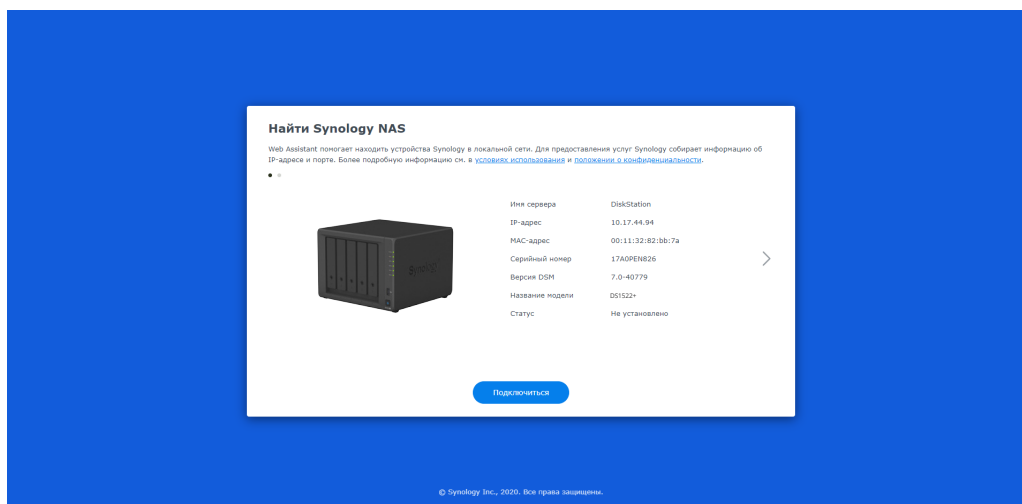 Найти Synology NAS
Web Assistant помогает находить устройства Synology в локальной сети. Для предоставления услуг Synology собирает информацию об
IP-адресе и порте. Более подробную информацию см. в условиях использования и положении о конфиденциальности.
Имя сервера DiskStation
IP-адрес 10.17.44.94
MAC-адрес 00:11:32:82:bb:7a
Серийный номер 17A0PEN826
Версия DSM 7.0-40779
Название модели DS1522+
Статус Не установлено
Synology
Подключиться
© Synology Inc., 2020. Все права защищены.